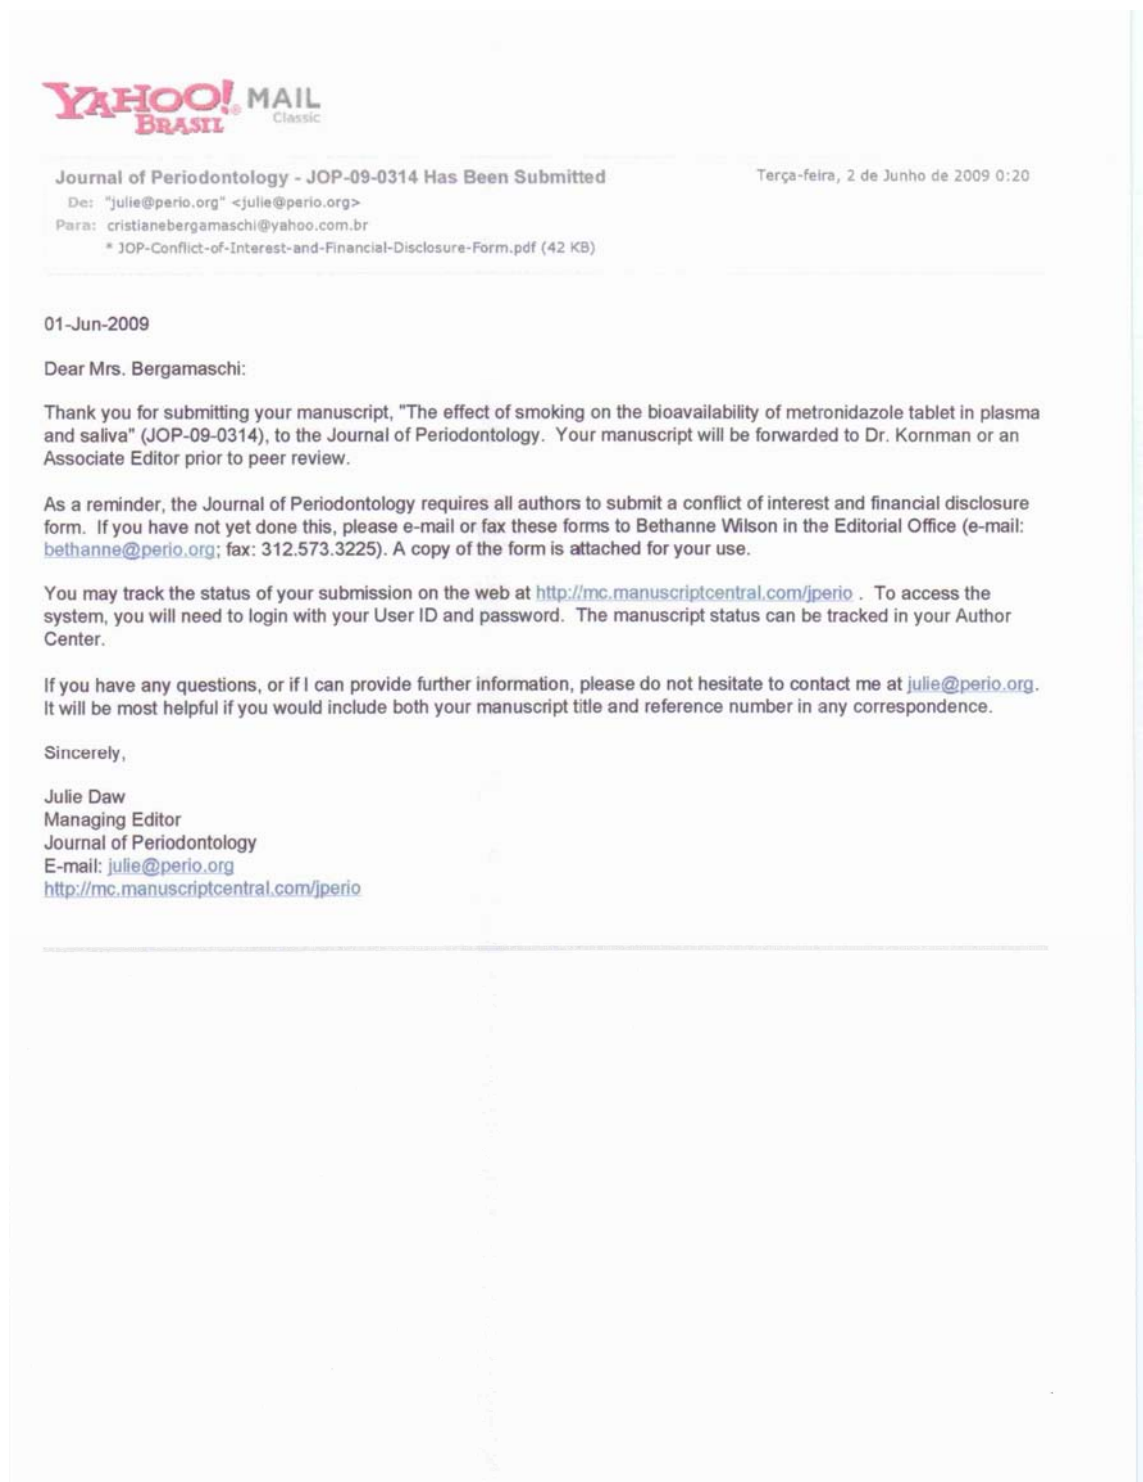 YAHOO!® MAIL
BRASIL Classic
Journal of Periodontology - JOP-09-0314 Has Been Submitted Terça-feira, 2 de Junho de 2009 0:20
De: "julie@perio.org" <julie@perio.org>
Para: cristianebergamaschi@yahoo.com.br
* JOP-Conflict-of-Interest-and-Financial-Disclosure-Form.pdf (42 KB)
01-Jun-2009
Dear Mrs. Bergamaschi:
Thank you for submitting your manuscript, "The effect of smoking on the bioavailability of metronidazole tablet in plasma
and saliva" (JOP-09-0314), to the Journal of Periodontology. Your manuscript will be forwarded to Dr. Kornman or an
Associate Editor prior to peer review.
As a reminder, the Journal of Periodontology requires all authors to submit a conflict of interest and financial disclosure
form. If you have not yet done this, please e-mail or fax these forms to Bethanne Wilson in the Editorial Office (e-mail:
bethanne@perio.org; fax: 312.573.3225). A copy of the form is attached for your use.
You may track the status of your submission on the web at http://mc.manuscriptcentral.com/jperio . To access the
system, you will need to login with your User ID and password. The manuscript status can be tracked in your Author
Center.
If you have any questions, or if I can provide further information, please do not hesitate to contact me at julie@perio.org.
It will be most helpful if you would include both your manuscript title and reference number in any correspondence.
Sincerely,
Julie Daw
Managing Editor
Journal of Periodontology
E-mail: julie@perio.org
http://mc.manuscriptcentral.com/jperio